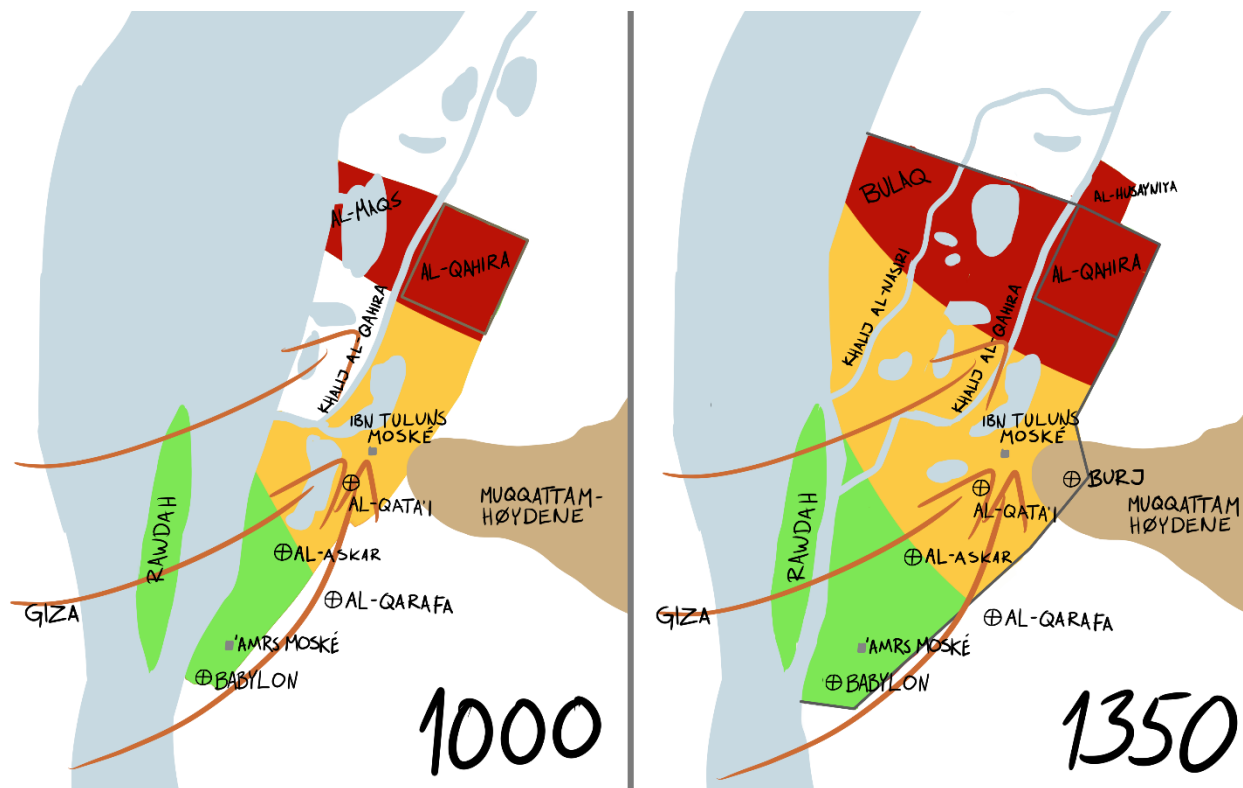 AL-MAQS
AL-QAHIRA
KHALIJ AL-QAHIRA
IBN TULUNS
MOSKÉ
AL-QATA'I
MUQQATTAM-
HØYDENE
RAWDAH
AL-ASKAR
AL-QARAFA
GIZA
'AMRS MOSKÉ
BABYLON
1000
BULAQ
AL-HUSAYNIYA
AL-QAHIRA
KHALIJ AL-NASIRI
KHALIJ AL-QAHIRA
IBN TULUNS
MOSKÉ
BURJ
AL-QATA'I
MUQQATTAM
HØYDENE
RAWDAH
AL-ASKAR
AL-QARAFA
'AMRS MOSKÉ
BABYLON
1350